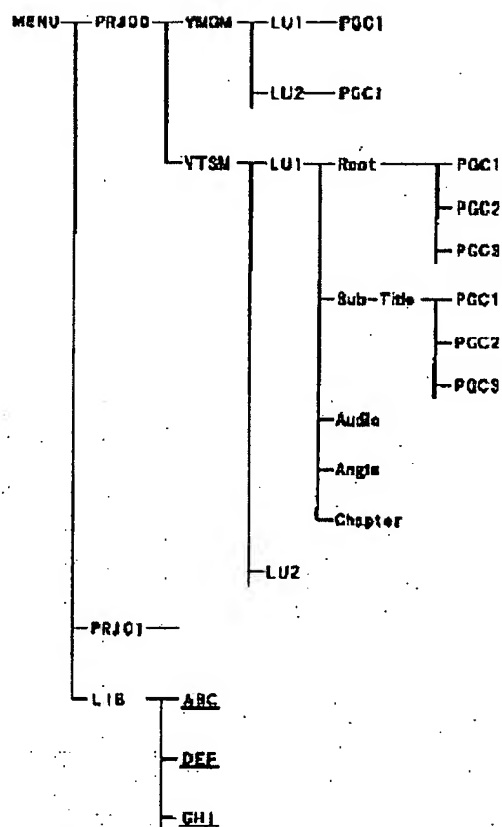 MENU PRJ00 VMGM LU1 PGC1
LU2 PGC1
VTSM LU1 Root PGC1
PGC2
PGC3
Sub-Title PGC1
PGC2
PGC3
Audio
Angle
Chapter
LU2
PRJ01
LIB ABC
DEF
GHI